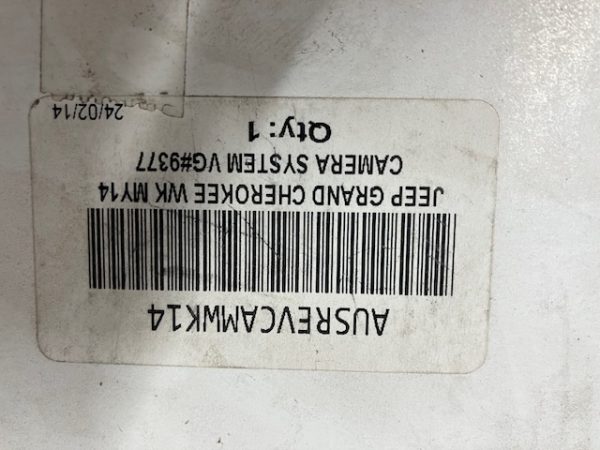 AUSREVCAMWK14
JEEP GRAND CHEROKEE WK MY14
CAMERA SYSTEM VG#9377
Qty: 1
24/02/14